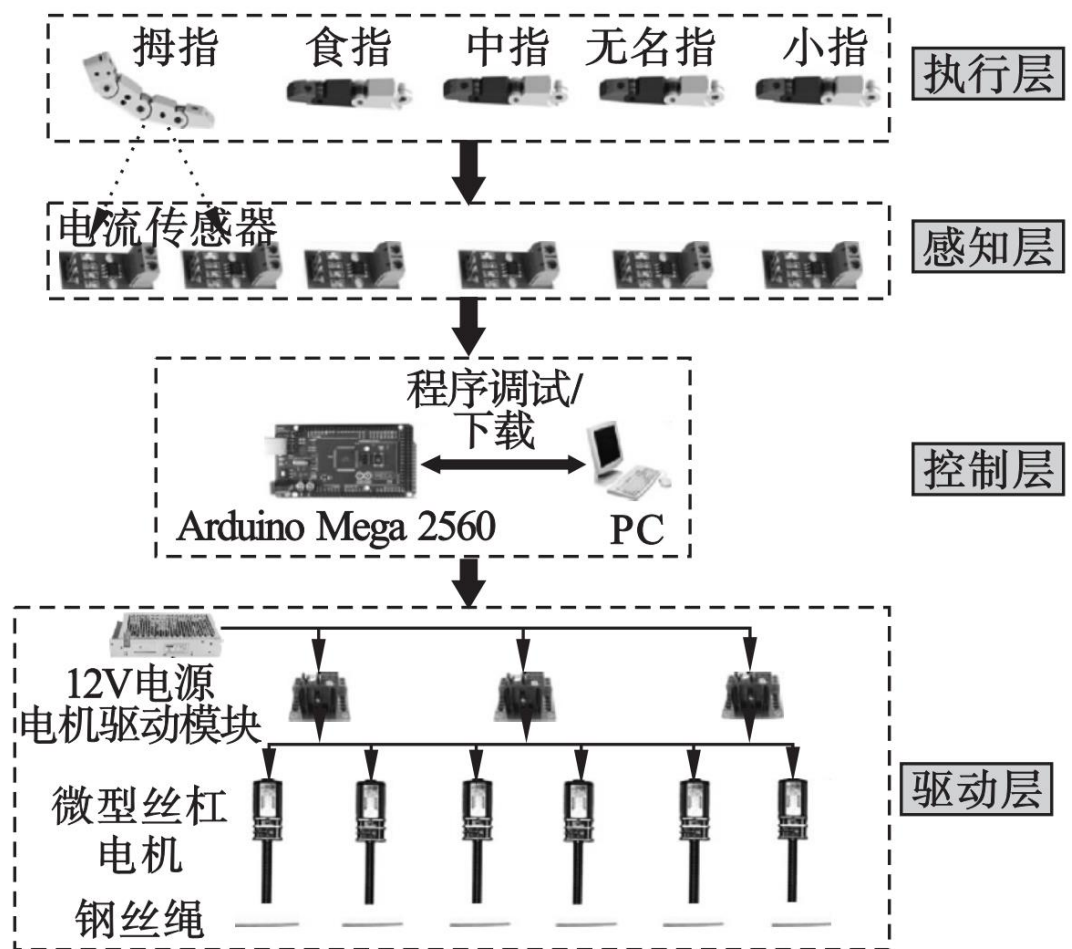 拇指 食指 中指 无名指 小指
执行层
电流传感器
感知层
程序调试/
下载
Arduino Mega 2560 PC
控制层
12V电源
电机驱动模块
微型丝杠
电机
驱动层
钢丝绳